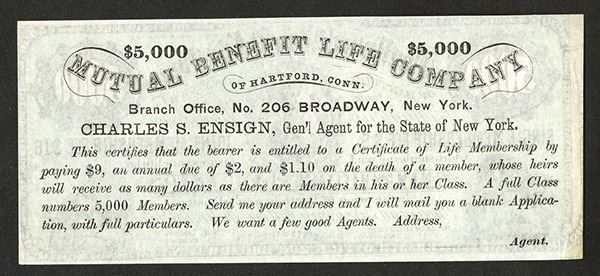 $5,000 $5,000
MUTUAL BENEFIT LIFE COMPANY
OF HARTFORD, CONN.
Branch Office, No. 206 BROADWAY, New York.
CHARLES S. ENSIGN, Gen'l Agent for the State of New York.
This certifies that the bearer is entitled to a Certificate of Life Membership by
paying $9, an annual due of $2, and $1.10 on the death of a member, whose heirs
will receive as many dollars as there are Members in his or her Class. A full Class
numbers 5,000 Members. Send me your address and I will mail you a blank Applica-
tion, with full particulars. We want a few good Agents. Address,
Agent.